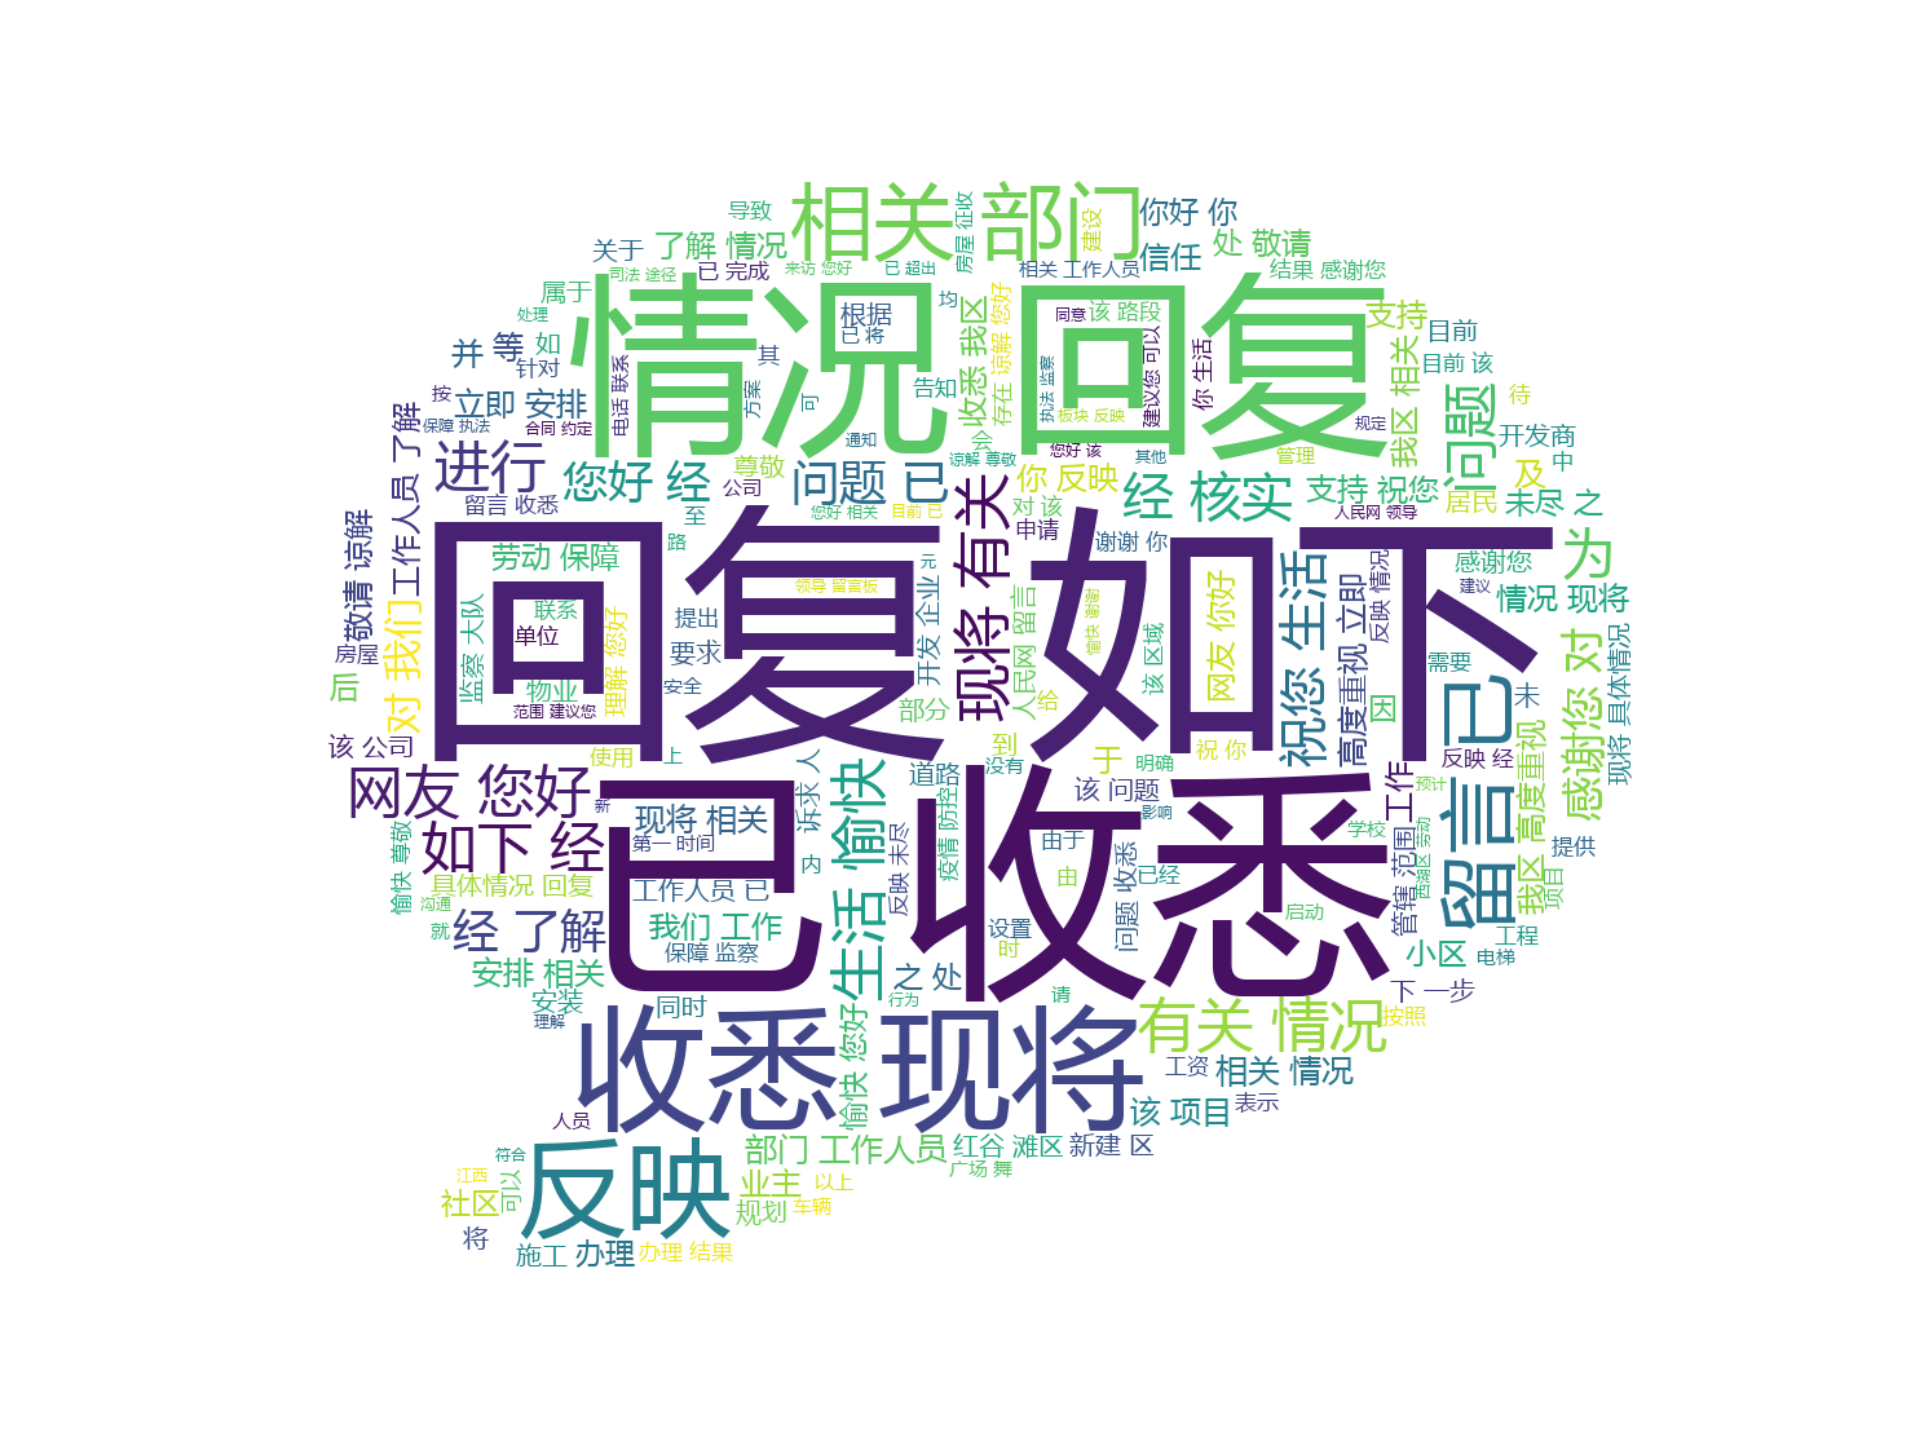 相关 部门
建设
房屋 征收
你好 你
导致
关于
了解 情况
信任
处 敬请
司法 途径
已 完成
来访 您好
已 超出
相关 工作人员
结果 感谢您
属于
情况 回复
处理
根据
已 将
均
收悉 我区
存在 谅解 您好
同意
该 路段
支持
目前
目前 该
并 等 如
针对
电话 联系
其
方案
可
告知
执法 监察
板块 反映
建议您 可以
你 生活
我区 相关
问题
待
按
立即 安排
保障 执法
合同 约定
通知
会
您好 该
其他
规定
管理
开发商
中
工作人员 了解
进行
您好 经
尊敬
公司
问题 已
谅解 尊敬
你 反映
经 核实
支持 祝您
及
居民
未尽 之
留言 收悉
至
您好 相关
目前 已
对 该
申请
人民网 领导
敬请 谅解
回复 如下
现将 有关
谢谢 你
为
劳动 保障
路
元
领导 留言板
网友 你好
祝您 生活
高度重视 立即
反映 情况
感谢您
建议
情况 现将
对 我们
监察 大队
联系
单位
理解 您好
提出
要求
开发 企业
人民网 留言
愉快 谢谢
该 区域
需要
感谢您 对
现将 具体情况
房屋
后
物业
范围 建议您
安全
部分
给
因
已
未
该 公司
使用
上
诉求 人
到
没有
于
明确
祝 你
反映 经
我区 高度重视
网友 您好
新
已 收悉
生活 愉快
道路
该 问题
影响
工作
预计
留言
如下 经
现将 相关
第一 时间
内
疫情 防控
由于
学校
西湖区 劳动
提供
愉快 尊敬
具体情况 回复
工作人员 已
反映 未尽
由
问题 收悉
已经
管辖 范围
项目
沟通
就
经 了解
我们 工作
保障 监察
设置
时
启动
工程
安排 相关
之 处
小区
电梯
安装
理解
同时
行为
请
下 一步
收悉 现将
愉快 您好
有关 情况
按照
工资
相关 情况
人员
该 项目
表示
反映
部门 工作人员
红谷 滩区
新建 区
符合
江西
可以
广场 舞
社区
业主
以上
规划
车辆
将
施工
办理
办理 结果